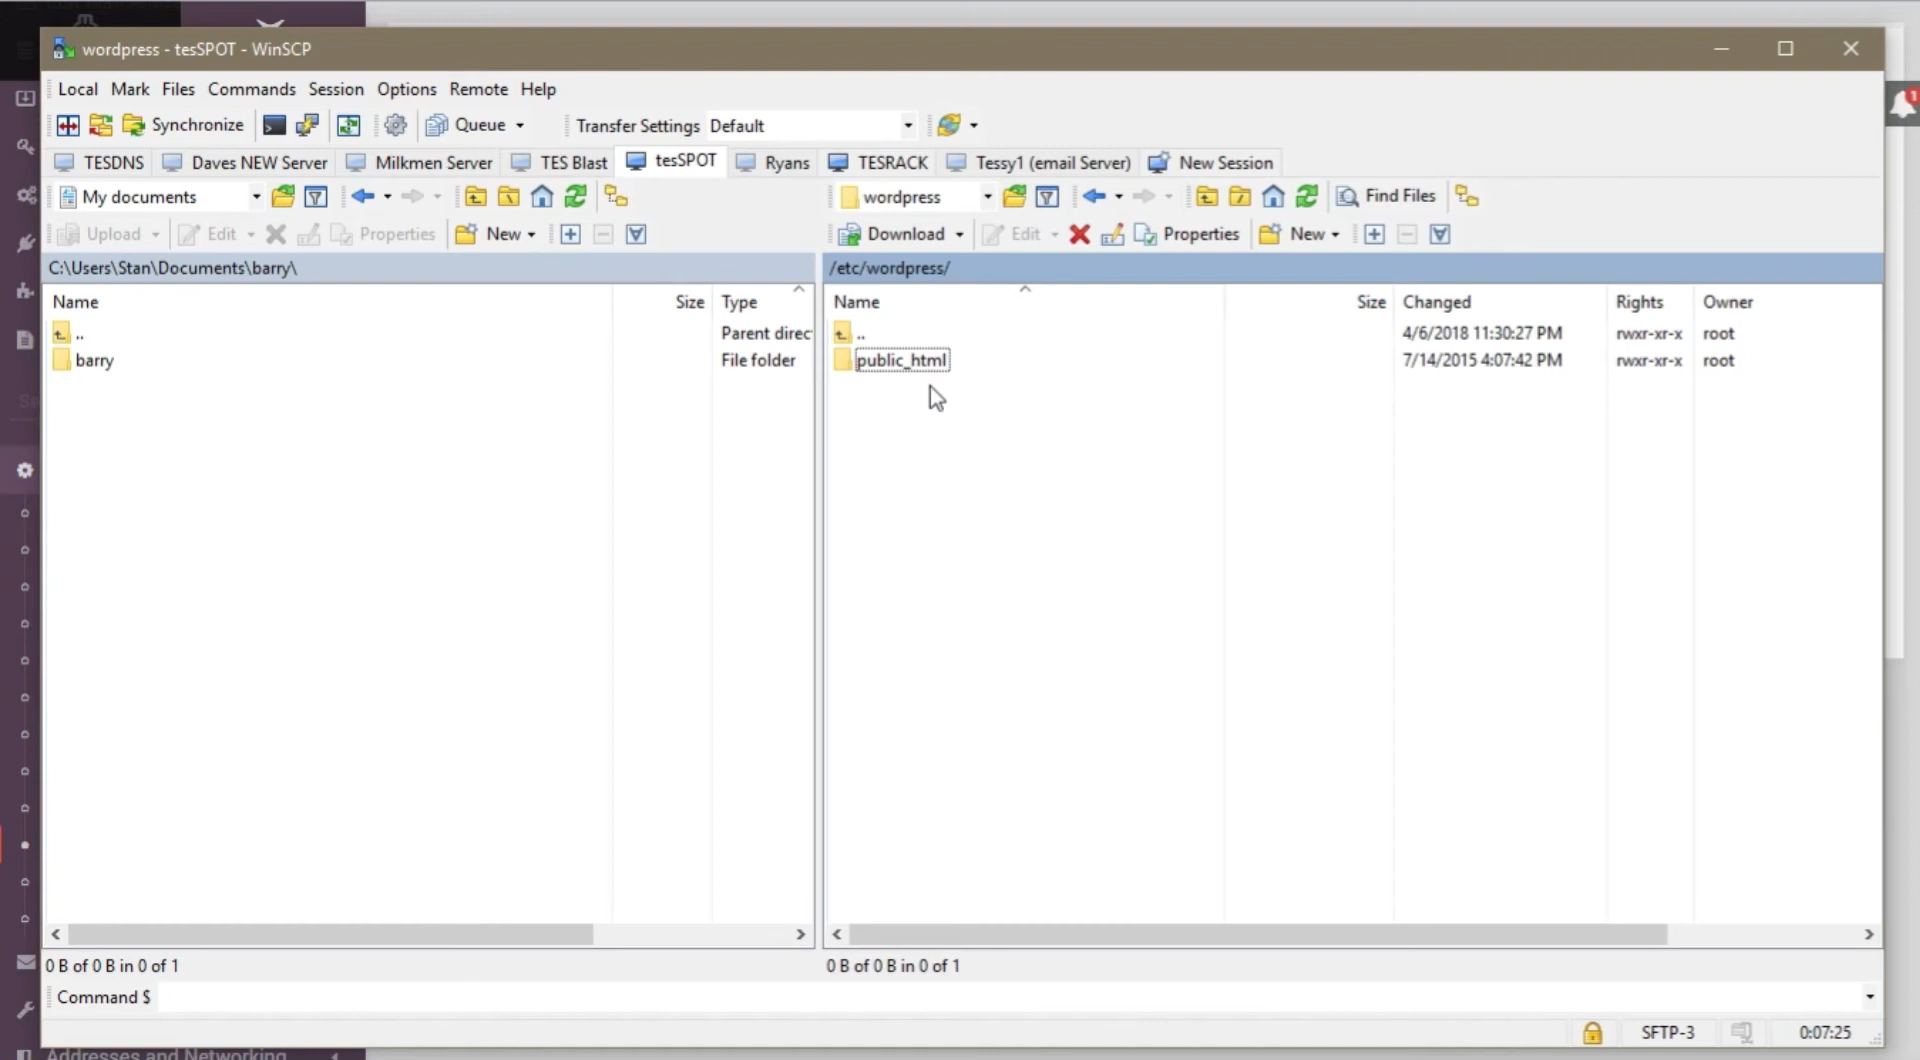 wordpress - tesSPOT - WinSCP
Local Mark Files Commands Session Options Remote Help
Synchronize Queue Transfer Settings Default
TESDNS Daves NEW Server Milkmen Server TES Blast tesSPOT Ryans TESRACK Tessy1 (email Server) New Session
1
My documents wordpress Find Files
Upload Edit Properties New Download Edit Properties New
C:\Users\Stan\Documents\barry\ /etc/wordpress/
Name Size Type Name Size Changed Rights Owner
.. Parent direc .. 4/6/2018 11:30:27 PM rwxr-xr-x root
barry File folder public_html 7/14/2015 4:07:42 PM rwxr-xr-x root
0 B of 0 B in 0 of 1 0 B of 0 B in 0 of 1
Command $
SFTP-3 0:07:25
Addresses and Networking